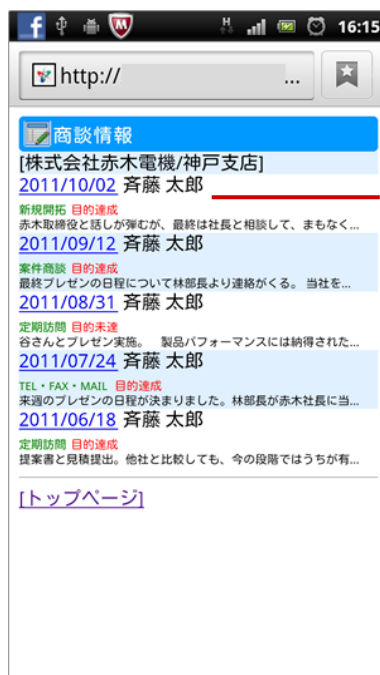 16:15
http:// ...
商談情報
[株式会社赤木電機/神戸支店]
2011/10/02 斉藤 太郎
新規開拓 目的達成
赤木取締役と話しが弾むが、最終は社長と相談して、まもなく...
2011/09/12 斉藤 太郎
案件商談 目的達成
最終プレゼンの日程について林部長より連絡がくる。 当社を...
2011/08/31 斉藤 太郎
定期訪問 目的未達
谷さんとプレゼン実施。 製品パフォーマンスには納得された...
2011/07/24 斉藤 太郎
TEL・FAX・MAIL 目的達成
来週のプレゼンの日程が決まりました。林部長が赤木社長に当...
2011/06/18 斉藤 太郎
定期訪問 目的達成
提案書と見積提出。他社と比較しても、今の段階ではうちが有...
[トップページ]